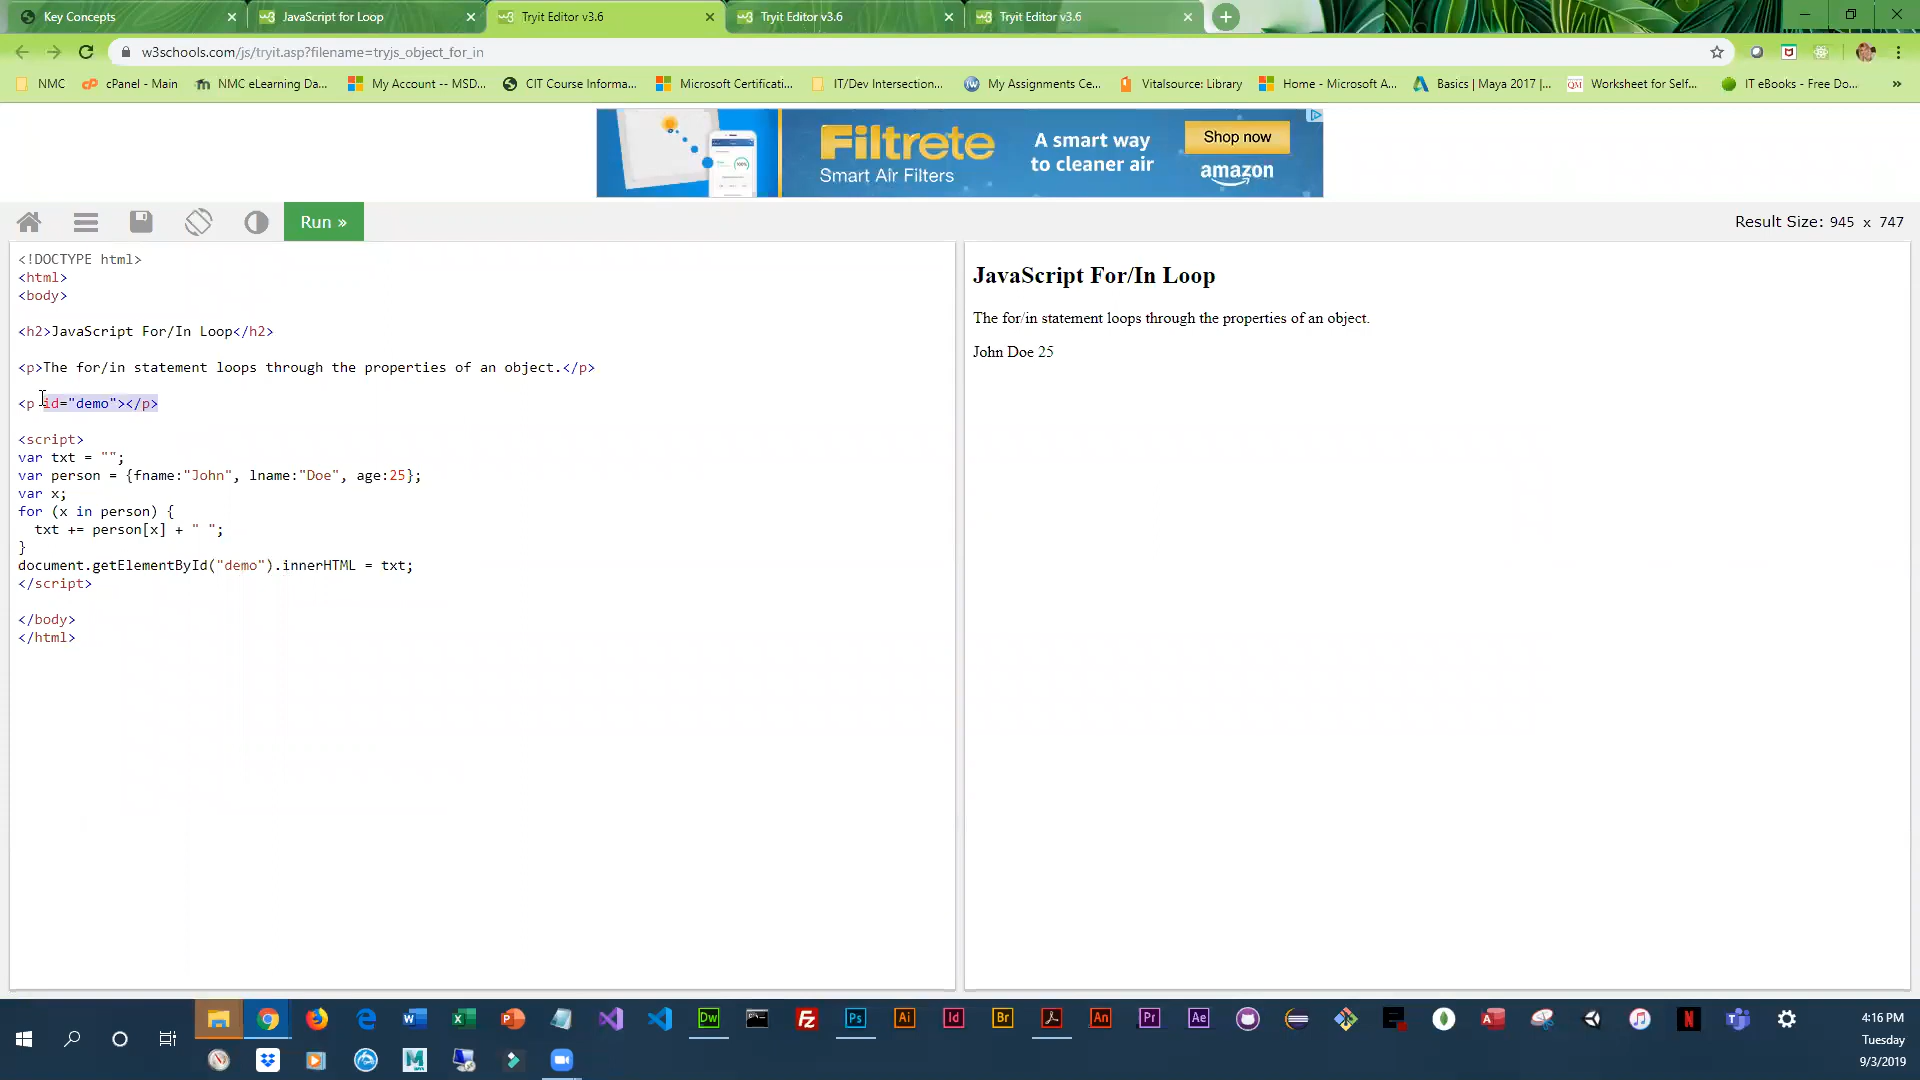 Key Concepts
JavaScript for Loop
Tryit Editor v3.6
Tryit Editor v3.6
Tryit Editor v3.6
w3schools.com/js/tryit.asp?filename=tryjs_object_for_in
NMC
cPanel - Main
NMC eLearning Da...
My Account -- MSD...
CIT Course Informa...
Microsoft Certificati...
IT/Dev Intersection...
My Assignments Ce...
Vitalsource: Library
Home - Microsoft A...
Basics | Maya 2017 |...
Worksheet for Self...
IT eBooks - Free Do...
»
Filtrete
Smart Air Filters
A smart way
to cleaner air
Shop now
amazon
Run »
Result Size: 945 x 747
<!DOCTYPE html>
<html>
<body>
<h2>JavaScript For/In Loop</h2>
<p>The for/in statement loops through the properties of an object.</p>
<p id="demo"></p>
<script>
var txt = "";
var person = {fname:"John", lname:"Doe", age:25};
var x;
for (x in person) {
  txt += person[x] + " ";
}
document.getElementById("demo").innerHTML = txt;
</script>
</body>
</html>
JavaScript For/In Loop
The for/in statement loops through the properties of an object.
John Doe 25
4:16 PM
Tuesday
9/3/2019